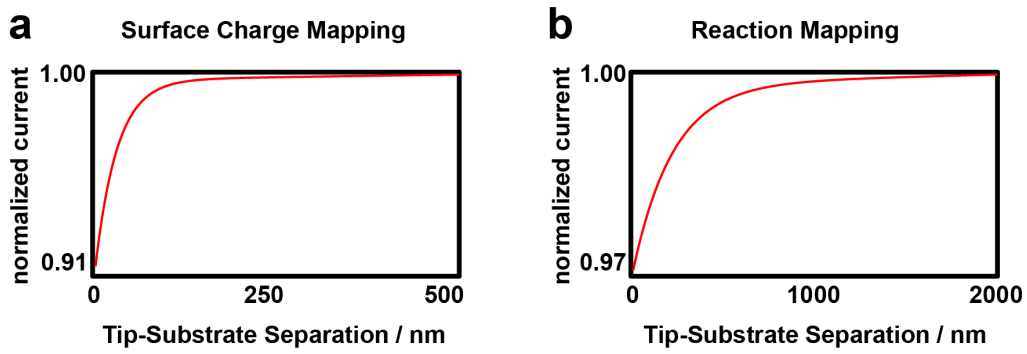 a
Surface Charge Mapping
normalized current
1.00
0.91
0
250
500
Tip-Substrate Separation / nm
b
Reaction Mapping
normalized current
1.00
0.97
0
1000
2000
Tip-Substrate Separation / nm